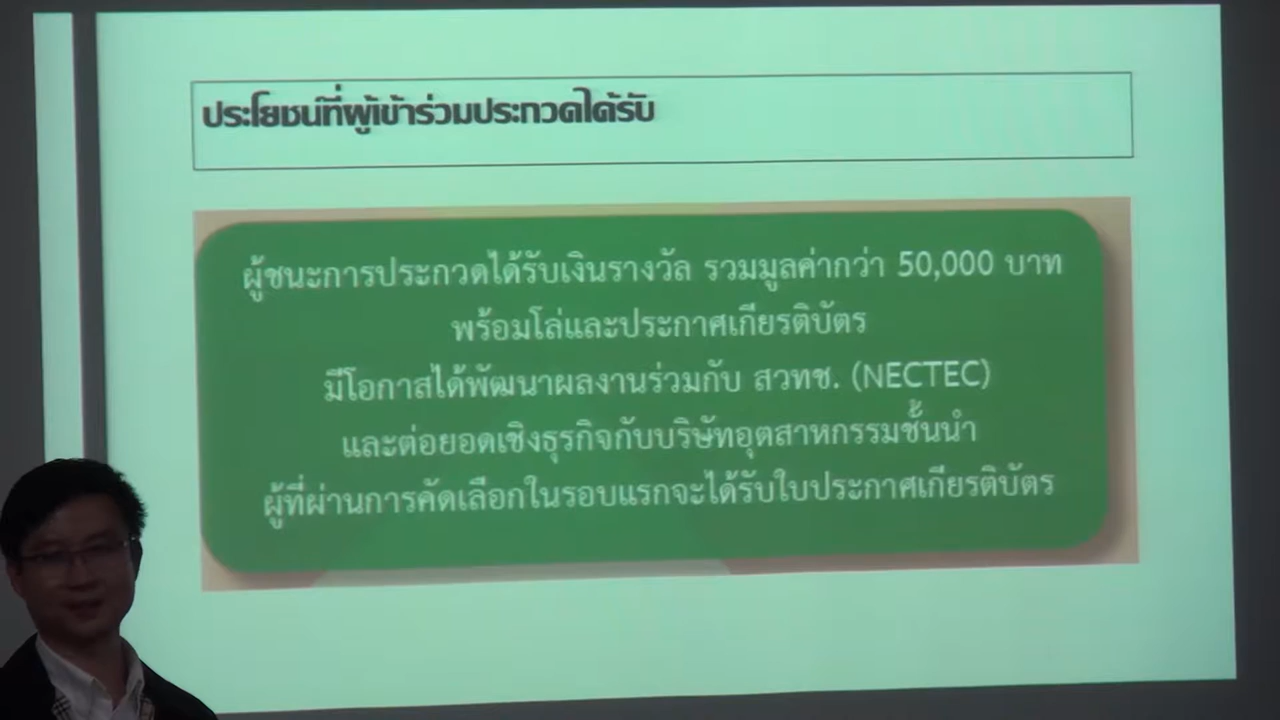 ประโยชน์ที่ผู้เข้าร่วมประกวดได้รับ
ผู้ชนะการประกวดได้รับเงินรางวัล รวมมูลค่ากว่า 50,000 บาท
พร้อมโล่และประกาศเกียรติบัตร
มีโอกาสได้พัฒนาผลงานร่วมกับ สวทช. (NECTEC)
และต่อยอดเชิงธุรกิจกับบริษัทอุตสาหกรรมชั้นนำ
ผู้ที่ผ่านการคัดเลือกในรอบแรกจะได้รับใบประกาศเกียรติบัตร